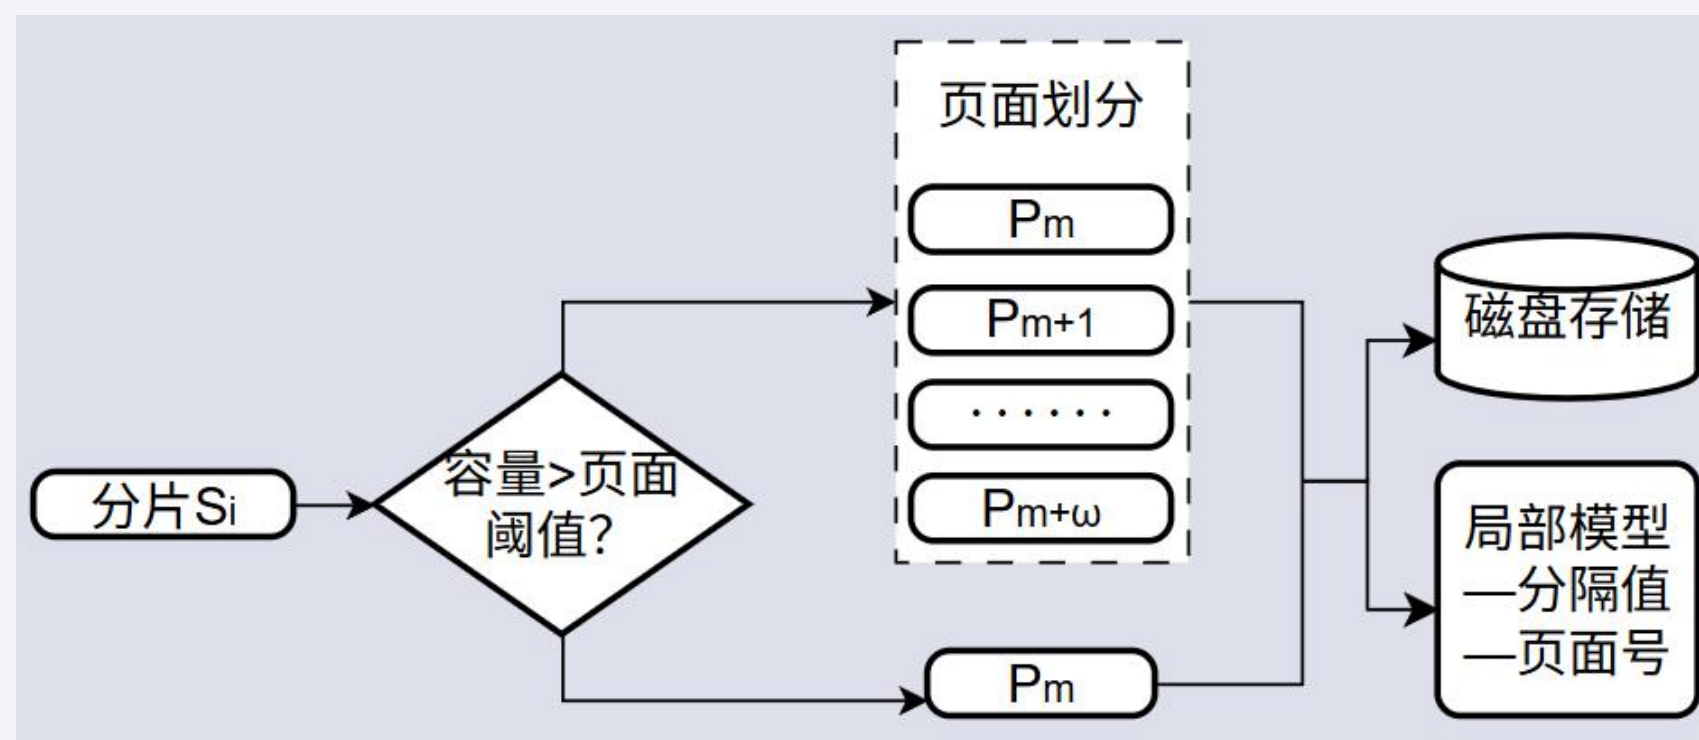 分片Si
容量>页面
阈值?
页面划分
Pm
Pm+1
······
Pm+ω
Pm
磁盘存储
局部模型
—分隔值
—页面号